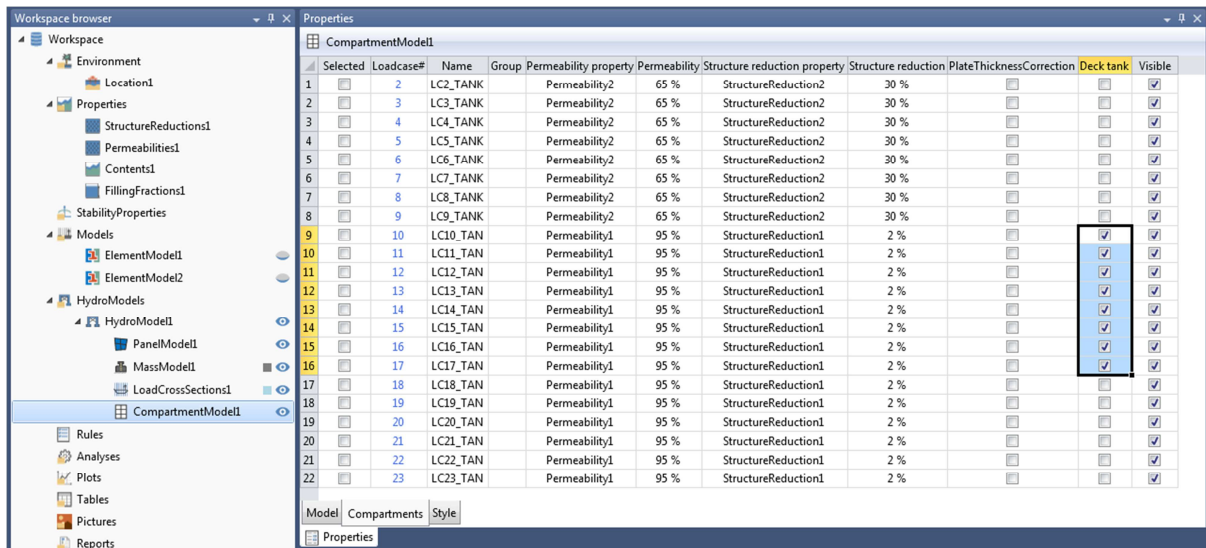 Workspace browser
Workspace
Environment
Location1
Properties
StructureReductions1
Permeabilities1
Contents1
FillingFractions1
StabilityProperties
Models
ElementModel1
ElementModel2
HydroModels
HydroModel1
PanelModel1
MassModel1
LoadCrossSections1
CompartmentModel1
Rules
Analyses
Plots
Tables
Pictures
Reports
Properties
CompartmentModel1
Selected Loadcase# Name Group Permeability property Permeability Structure reduction property Structure reduction PlateThicknessCorrection Deck tank Visible
1 2 LC2_TANK Permeability2 65 % StructureReduction2 30 %
2 3 LC3_TANK Permeability2 65 % StructureReduction2 30 %
3 4 LC4_TANK Permeability2 65 % StructureReduction2 30 %
4 5 LC5_TANK Permeability2 65 % StructureReduction2 30 %
5 6 LC6_TANK Permeability2 65 % StructureReduction2 30 %
6 7 LC7_TANK Permeability2 65 % StructureReduction2 30 %
7 8 LC8_TANK Permeability2 65 % StructureReduction2 30 %
8 9 LC9_TANK Permeability2 65 % StructureReduction2 30 %
9 10 LC10_TAN Permeability1 95 % StructureReduction1 2 %
10 11 LC11_TAN Permeability1 95 % StructureReduction1 2 %
11 12 LC12_TAN Permeability1 95 % StructureReduction1 2 %
12 13 LC13_TAN Permeability1 95 % StructureReduction1 2 %
13 14 LC14_TAN Permeability1 95 % StructureReduction1 2 %
14 15 LC15_TAN Permeability1 95 % StructureReduction1 2 %
15 16 LC16_TAN Permeability1 95 % StructureReduction1 2 %
16 17 LC17_TAN Permeability1 95 % StructureReduction1 2 %
17 18 LC18_TAN Permeability1 95 % StructureReduction1 2 %
18 19 LC19_TAN Permeability1 95 % StructureReduction1 2 %
19 20 LC20_TAN Permeability1 95 % StructureReduction1 2 %
20 21 LC21_TAN Permeability1 95 % StructureReduction1 2 %
21 22 LC22_TAN Permeability1 95 % StructureReduction1 2 %
22 23 LC23_TAN Permeability1 95 % StructureReduction1 2 %
Model Compartments Style
Properties